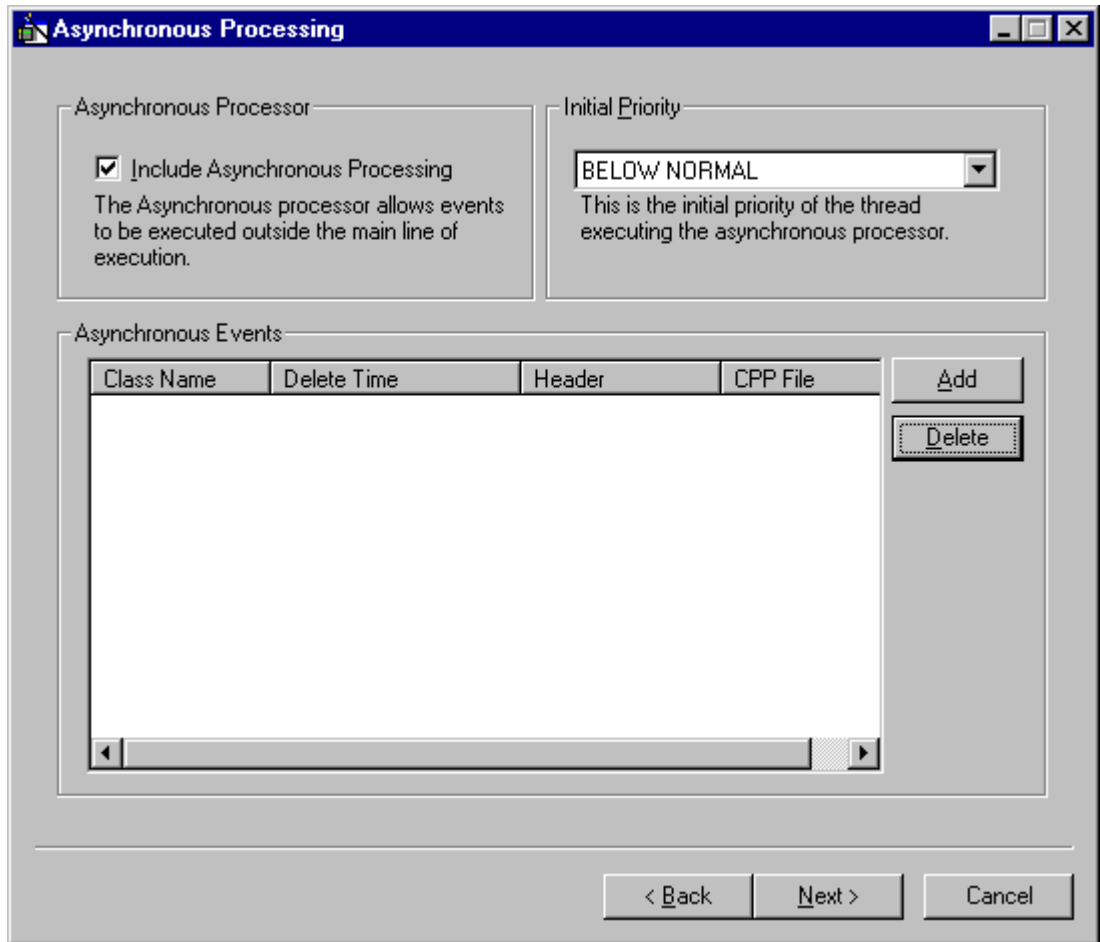 Asynchronous Processing
Asynchronous Processor
Include Asynchronous Processing
The Asynchronous processor allows events
to be executed outside the main line of
execution.
Initial Priority
BELOW NORMAL
This is the initial priority of the thread
executing the asynchronous processor.
Asynchronous Events
Class Name Delete Time Header CPP File
Add
Delete
< Back Next > Cancel